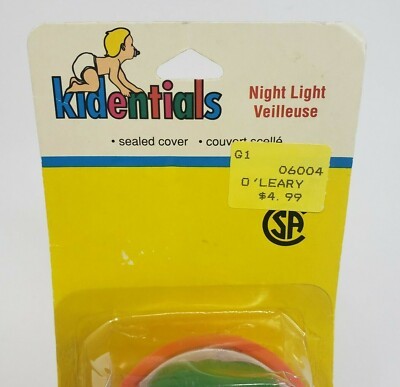 kidentials
Night Light
Veilleuse
• sealed cover • couvert scellé
G1
06004
O'LEARY
$4.99
SA